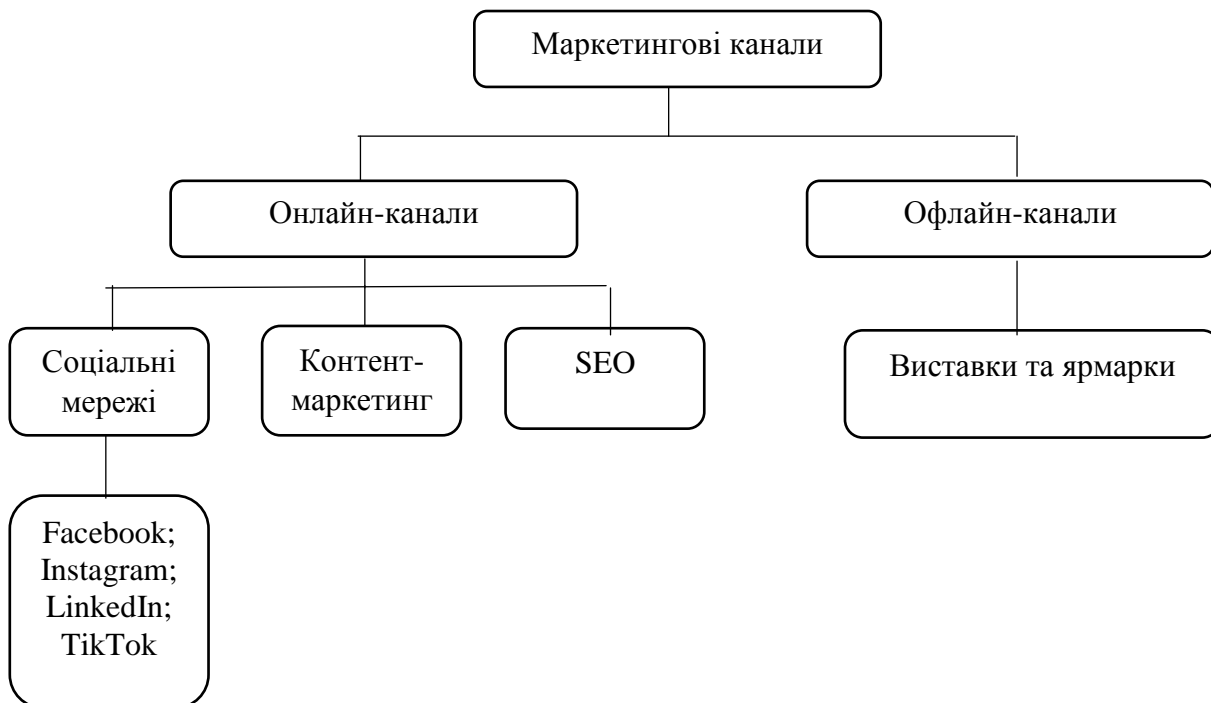 Маркетингові канали
Онлайн-канали
Офлайн-канали
Соціальні
мережі
Контент-
маркетинг
SEO
Виставки та ярмарки
Facebook;
Instagram;
LinkedIn;
TikTok